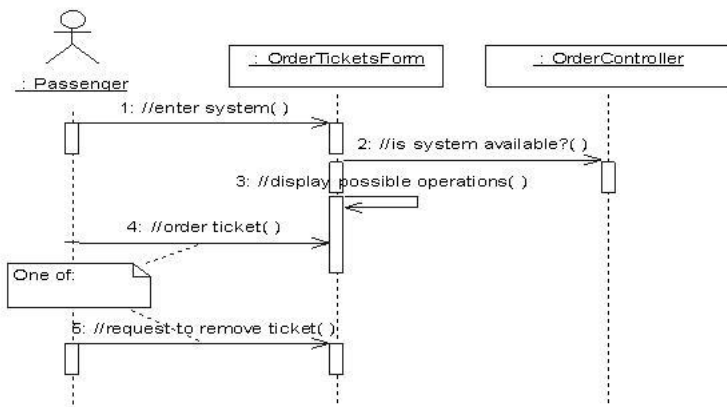 : Passenger
: OrderTicketsForm
: OrderController
1: //enter system( )
2: //is system available?( )
3: //display possible operations( )
4: //order ticket( )
One of:
5: //request to remove ticket( )